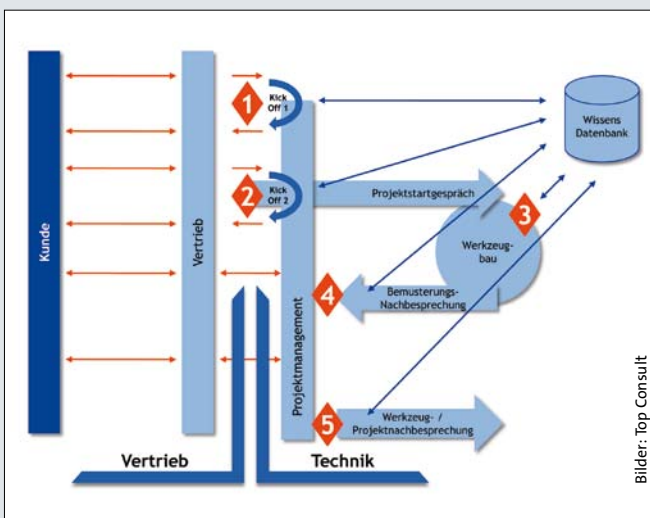 Kunde
Vertrieb
1
Kick
Off 1
2
Kick
Off 2
Projektmanagement
Projektstartgespräch
3
Werkzeug-
bau
4
Bemusterungs-
Nachbesprechung
5
Werkzeug- /
Projektnachbesprechung
Wissens
Datenbank
Vertrieb
Technik
Bilder: Top Consult